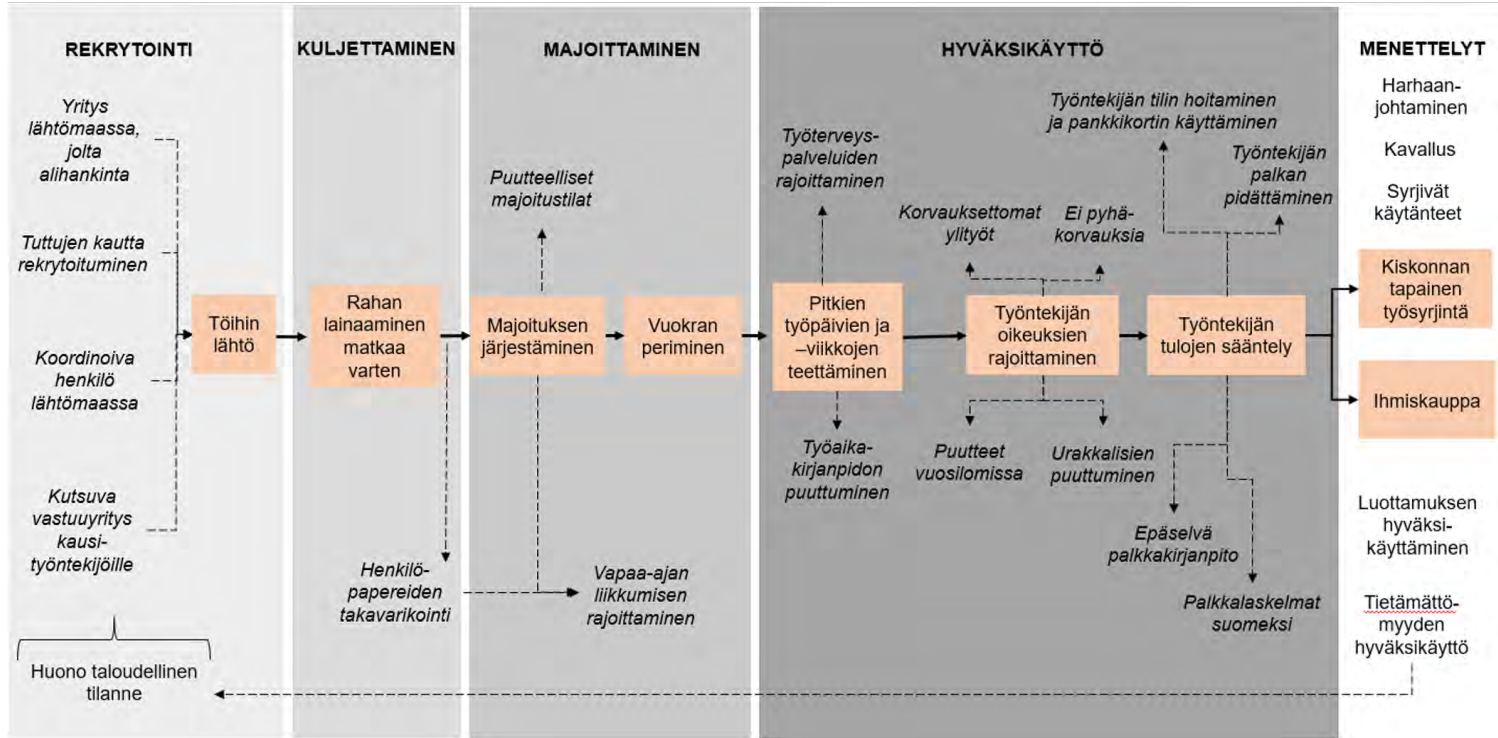 REKRYTOINTI
Yritys
lähtömaassa,
jolta
alihankinta
Tuttujen kautta
rekrytoituminen
Koordinoiva
henkilö
lähtömaassa
Kutsuva
vastuuyritys
kausi-
työntekijöille
Huono taloudellinen
tilanne
Töihin
lähtö
KULJETTAMINEN
Rahan
lainaaminen
matkaa
varten
Henkilö-
papereiden
takavarikointi
MAJOITTAMINEN
Puutteelliset
majoitustilat
Majoituksen
järjestäminen
Vuokran
periminen
Vapaa-ajan
liikkumisen
rajoittaminen
HYVÄKSIKÄYTTÖ
Työterveys-
palveluiden
rajoittaminen
Pitkien
työpäivien ja
–viikkojen
teettäminen
Työaika-
kirjanpidon
puuttuminen
Korvauksettomat
ylityöt
Ei pyhä-
korvauksia
Työntekijän
oikeuksien
rajoittaminen
Puutteet
vuosilomissa
Urakkalisien
puuttuminen
Työntekijän tilin hoitaminen
ja pankkikortin käyttäminen
Työntekijän
palkan
pidättäminen
Työntekijän
tulojen sääntely
Epäselvä
palkkakirjanpito
Palkkalaskelmat
suomeksi
MENETTELYT
Harhaan-
johtaminen
Kavallus
Syrjivät
käytänteet
Kiskonnan
tapainen
työsyrjintä
Ihmiskauppa
Luottamuksen
hyväksi-
käyttäminen
Tietämättö-
myyden
hyväksikäyttö